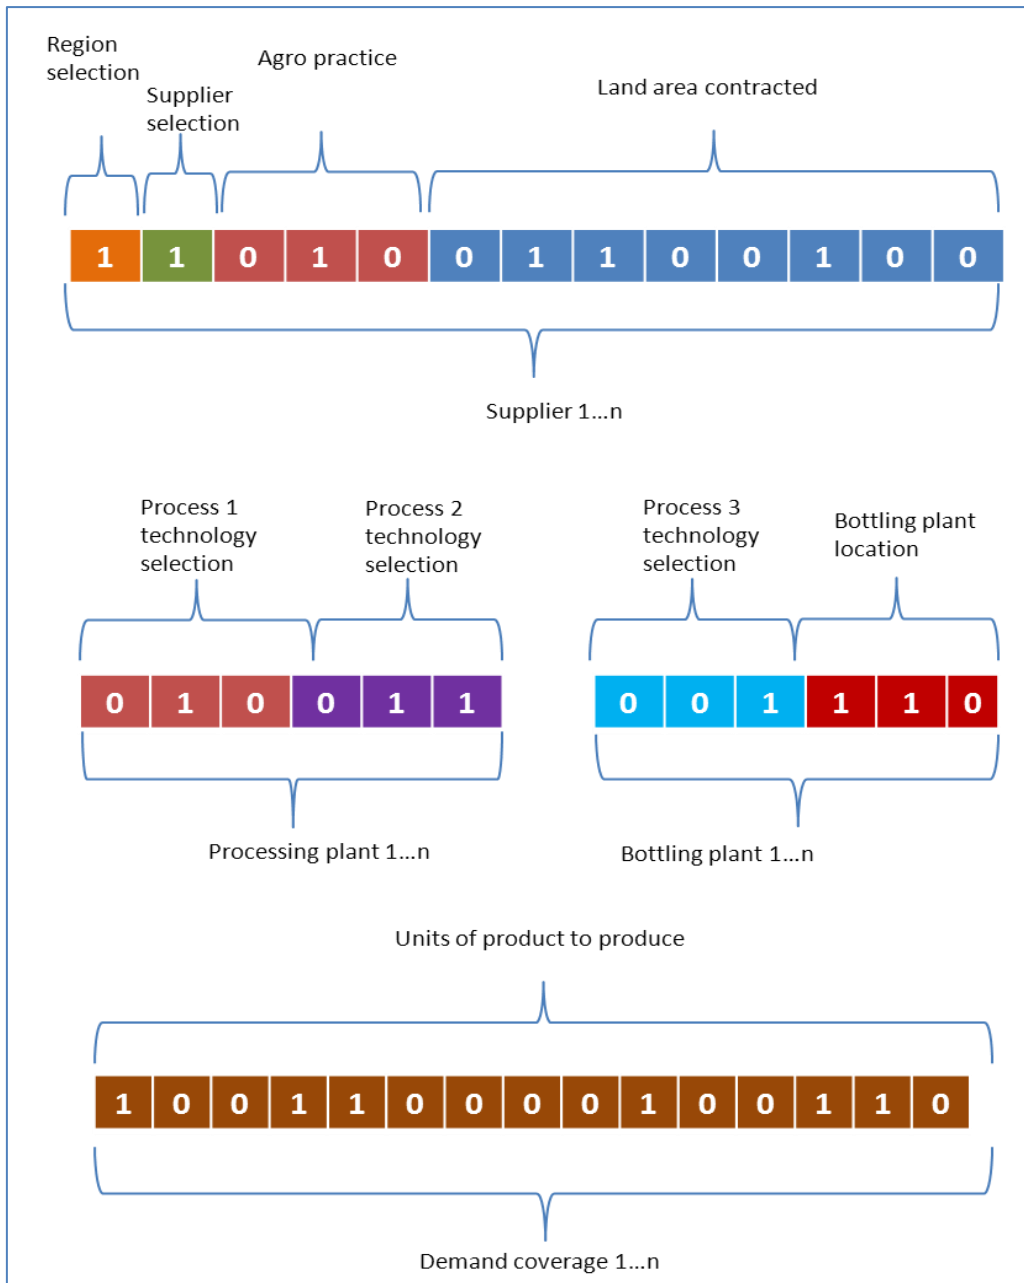 Region
selection
Supplier
selection
Agro practice
Land area contracted
1 1 0 1 0 0 1 1 0 0 1 0 0
Supplier 1...n
Process 1
technology
selection
Process 2
technology
selection
Process 3
technology
selection
Bottling plant
location
0 1 0 0 1 1
0 0 1 1 1 0
Processing plant 1...n
Bottling plant 1...n
Units of product to produce
1 0 0 1 1 0 0 0 0 1 0 0 1 1 0
Demand coverage 1...n